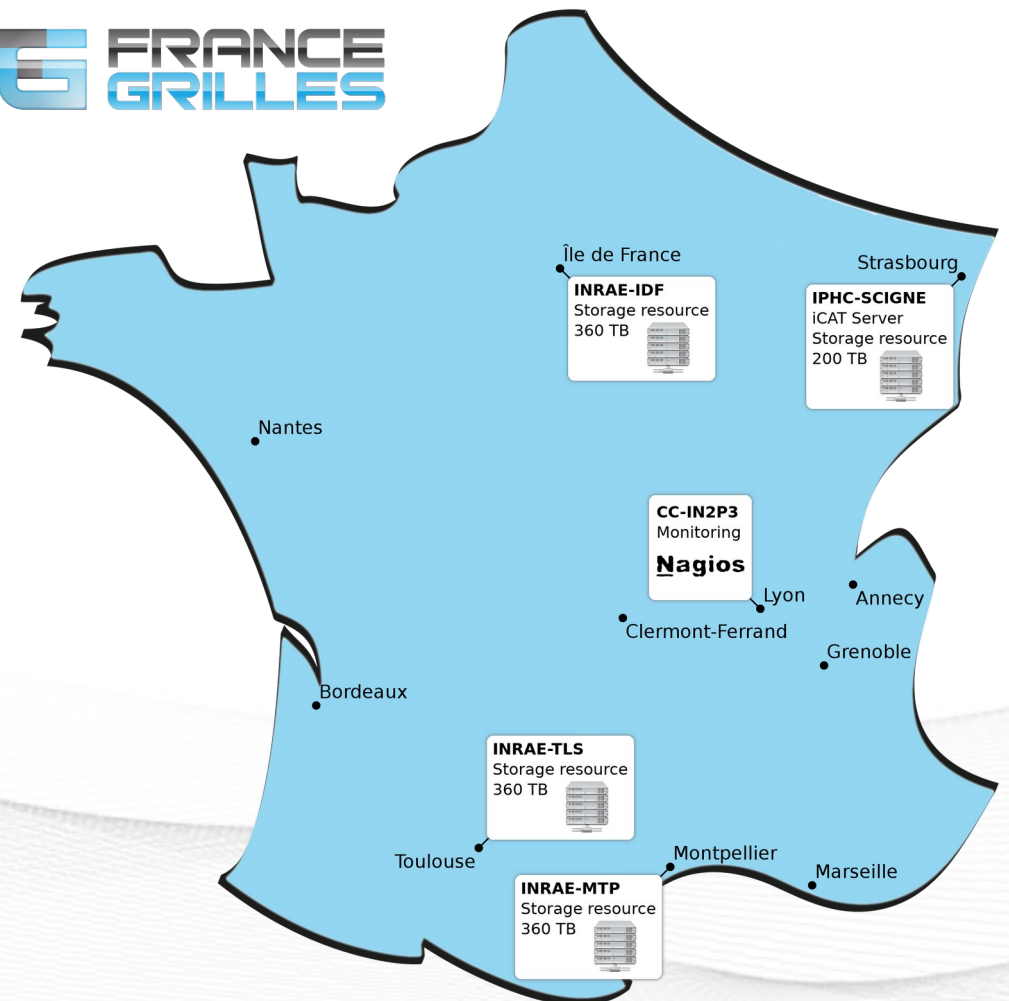 FRANCE
GRILLES
Île de France
INRAE-IDF
Storage resource
360 TB
Strasbourg
IPHC-SCIGNE
iCAT Server
Storage resource
200 TB
Nantes
CC-IN2P3
Monitoring
Nagios
Lyon
Annecy
Clermont-Ferrand
Grenoble
Bordeaux
INRAE-TLS
Storage resource
360 TB
Toulouse
Montpellier
Marseille
INRAE-MTP
Storage resource
360 TB